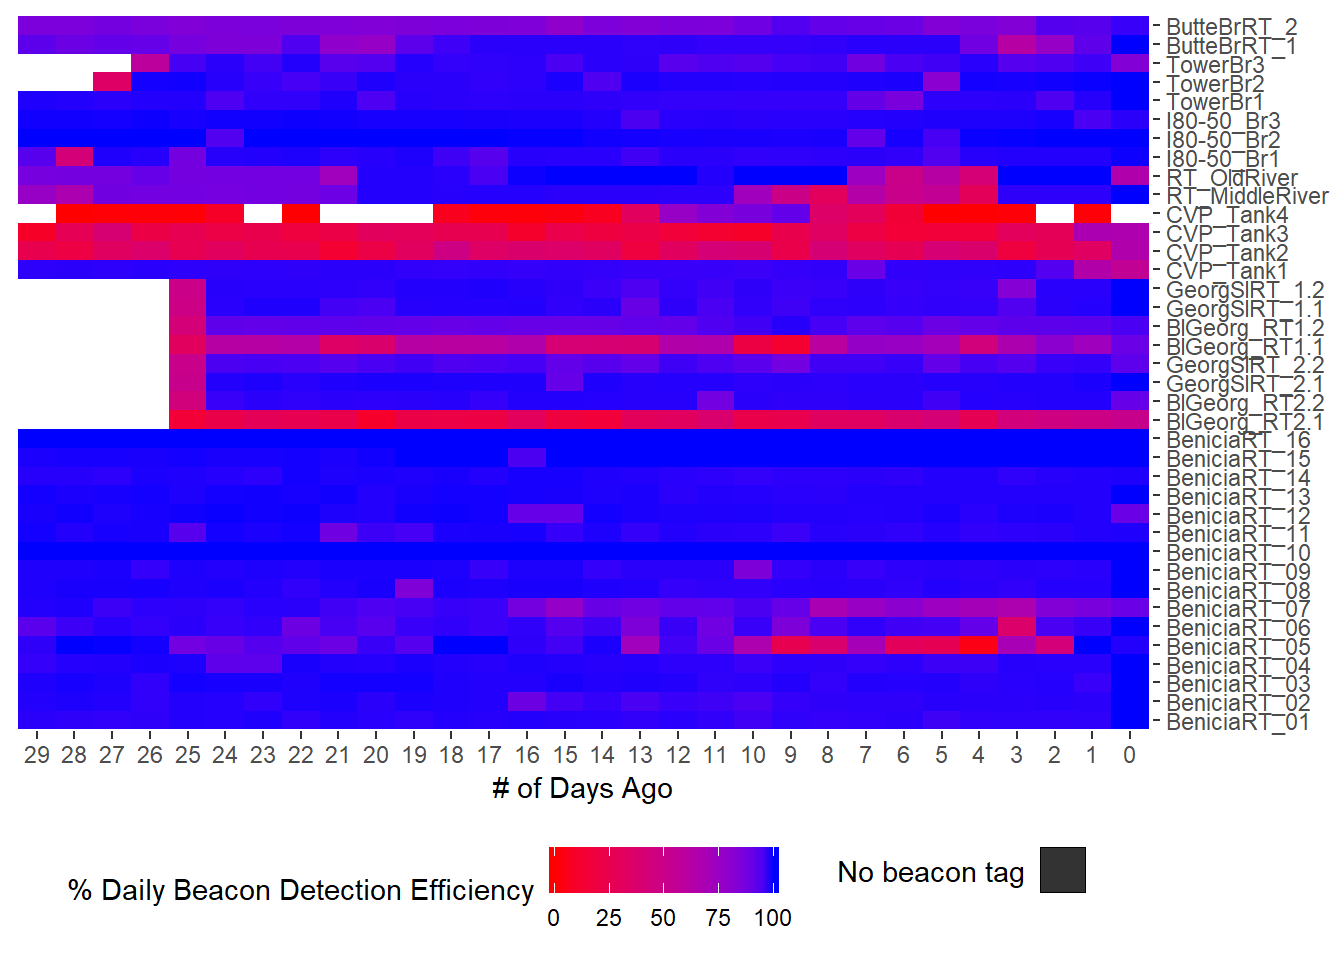 ButteBrRT_2
ButteBrRT_1
TowerBr3
TowerBr2
TowerBr1
I80-50_Br3
I80-50_Br2
I80-50_Br1
RT_OldRiver
RT_MiddleRiver
CVP_Tank4
CVP_Tank3
CVP_Tank2
CVP_Tank1
GeorgSlRT_1.2
GeorgSlRT_1.1
BlGeorg_RT1.2
BlGeorg_RT1.1
GeorgSlRT_2.2
GeorgSlRT_2.1
BlGeorg_RT2.2
BlGeorg_RT2.1
BeniciaRT_16
BeniciaRT_15
BeniciaRT_14
BeniciaRT_13
BeniciaRT_12
BeniciaRT_11
BeniciaRT_10
BeniciaRT_09
BeniciaRT_08
BeniciaRT_07
BeniciaRT_06
BeniciaRT_05
BeniciaRT_04
BeniciaRT_03
BeniciaRT_02
BeniciaRT_01
29 28 27 26 25 24 23 22 21 20 19 18 17 16 15 14 13 12 11 10 9 8 7 6 5 4 3 2 1 0
# of Days Ago
% Daily Beacon Detection Efficiency
0 25 50 75 100
No beacon tag